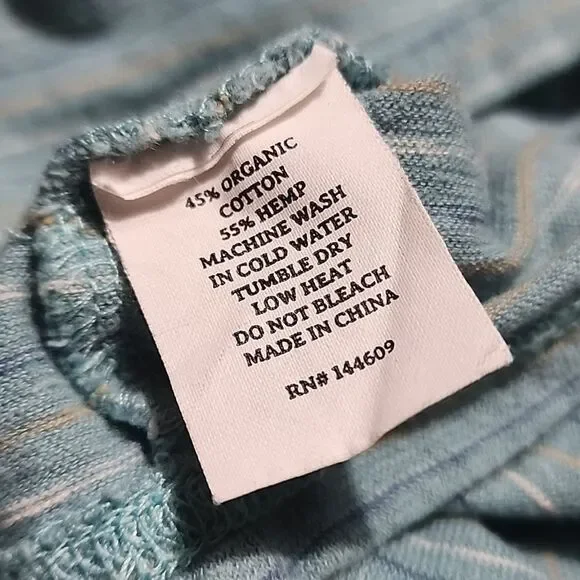 45% ORGANIC
COTTON
55% HEMP
MACHINE WASH
IN COLD WATER
TUMBLE DRY
LOW HEAT
DO NOT BLEACH
MADE IN CHINA
RN# 144609